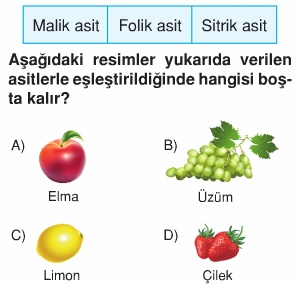 Malik asit Folik asit Sitrik asit
Aşağıdaki resimler yukarıda verilen
asitlerle eşleştirildiğinde hangisi boş-
ta kalır?
A) B)
Elma Üzüm
C) D)
Limon Çilek